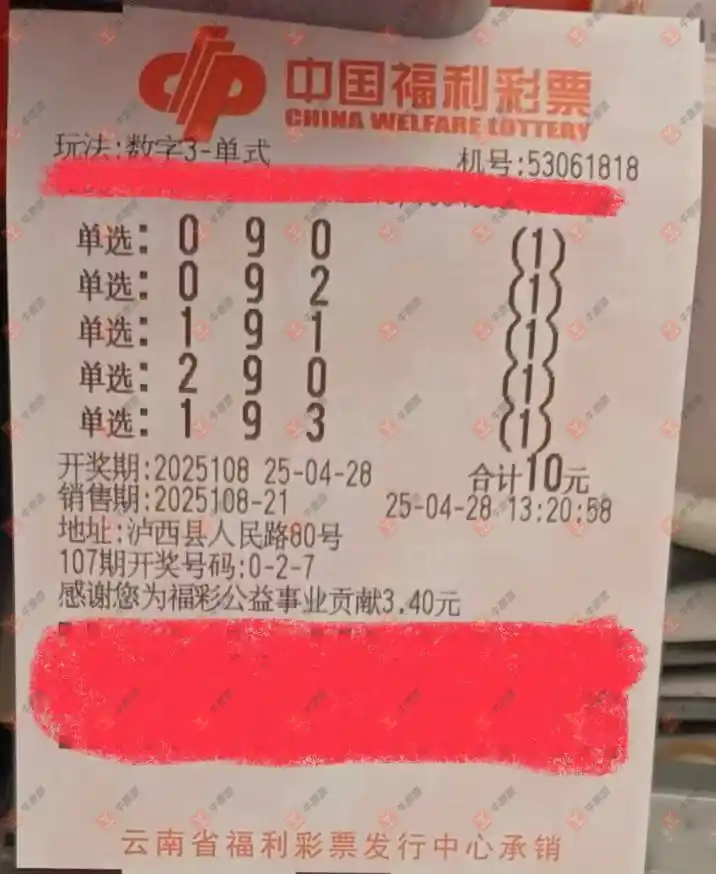 中国福利彩票
CHINA WELFARE LOTTERY
玩法:数字3-单式 机号:53061818
单选: 0 9 0 (1)
单选: 0 9 2 (1)
单选: 1 9 1 (1)
单选: 2 9 0 (1)
单选: 1 9 3 (1)
开奖期:2025108 25-04-28 合计10元
销售期:2025108-21 25-04-28 13:20:58
地址:泸西县人民路80号
107期开奖号码:0-2-7
感谢您为福彩公益事业贡献3.40元
云南省福利彩票发行中心承销